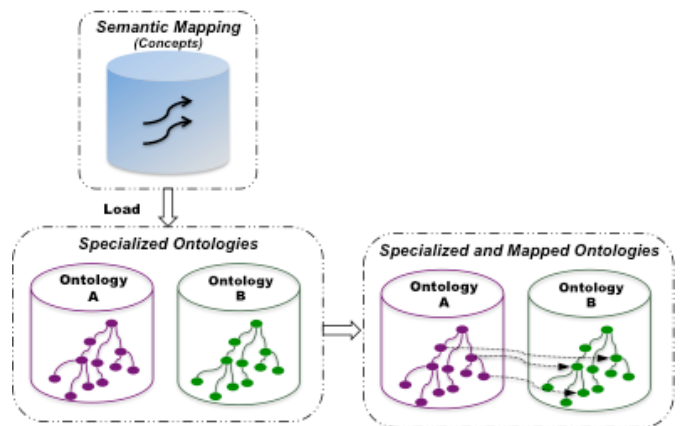 Semantic Mapping
(Concepts)
Load
Specialized Ontologies
Ontology
A
Ontology
B
Specialized and Mapped Ontologies
Ontology
A
Ontology
B